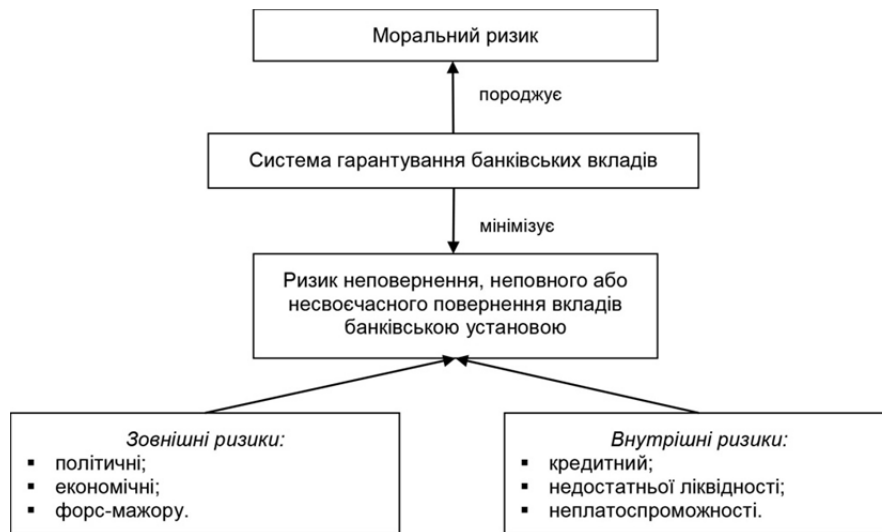 Моральний ризик
породжує
Система гарантування банківських вкладів
мінімізує
Ризик неповернення, неповного або
несвоєчасного повернення вкладів
банківською установою
Зовнішні ризики:
▪ політичні;
▪ економічні;
▪ форс-мажору.
Внутрішні ризики:
▪ кредитний;
▪ недостатньої ліквідності;
▪ неплатоспроможності.